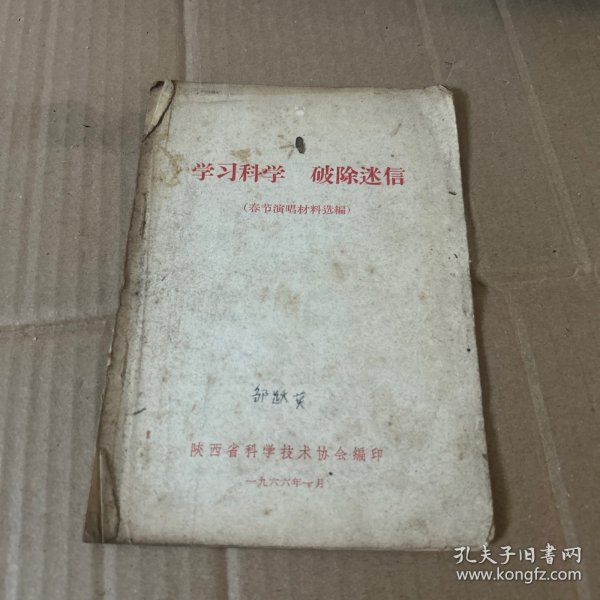 学习科学 破除迷信
(春节演唱材料选编)
邹跃英
陕西省科学技术协会编印
一九六六年一月
孔夫子旧书网
www.kongfz.com